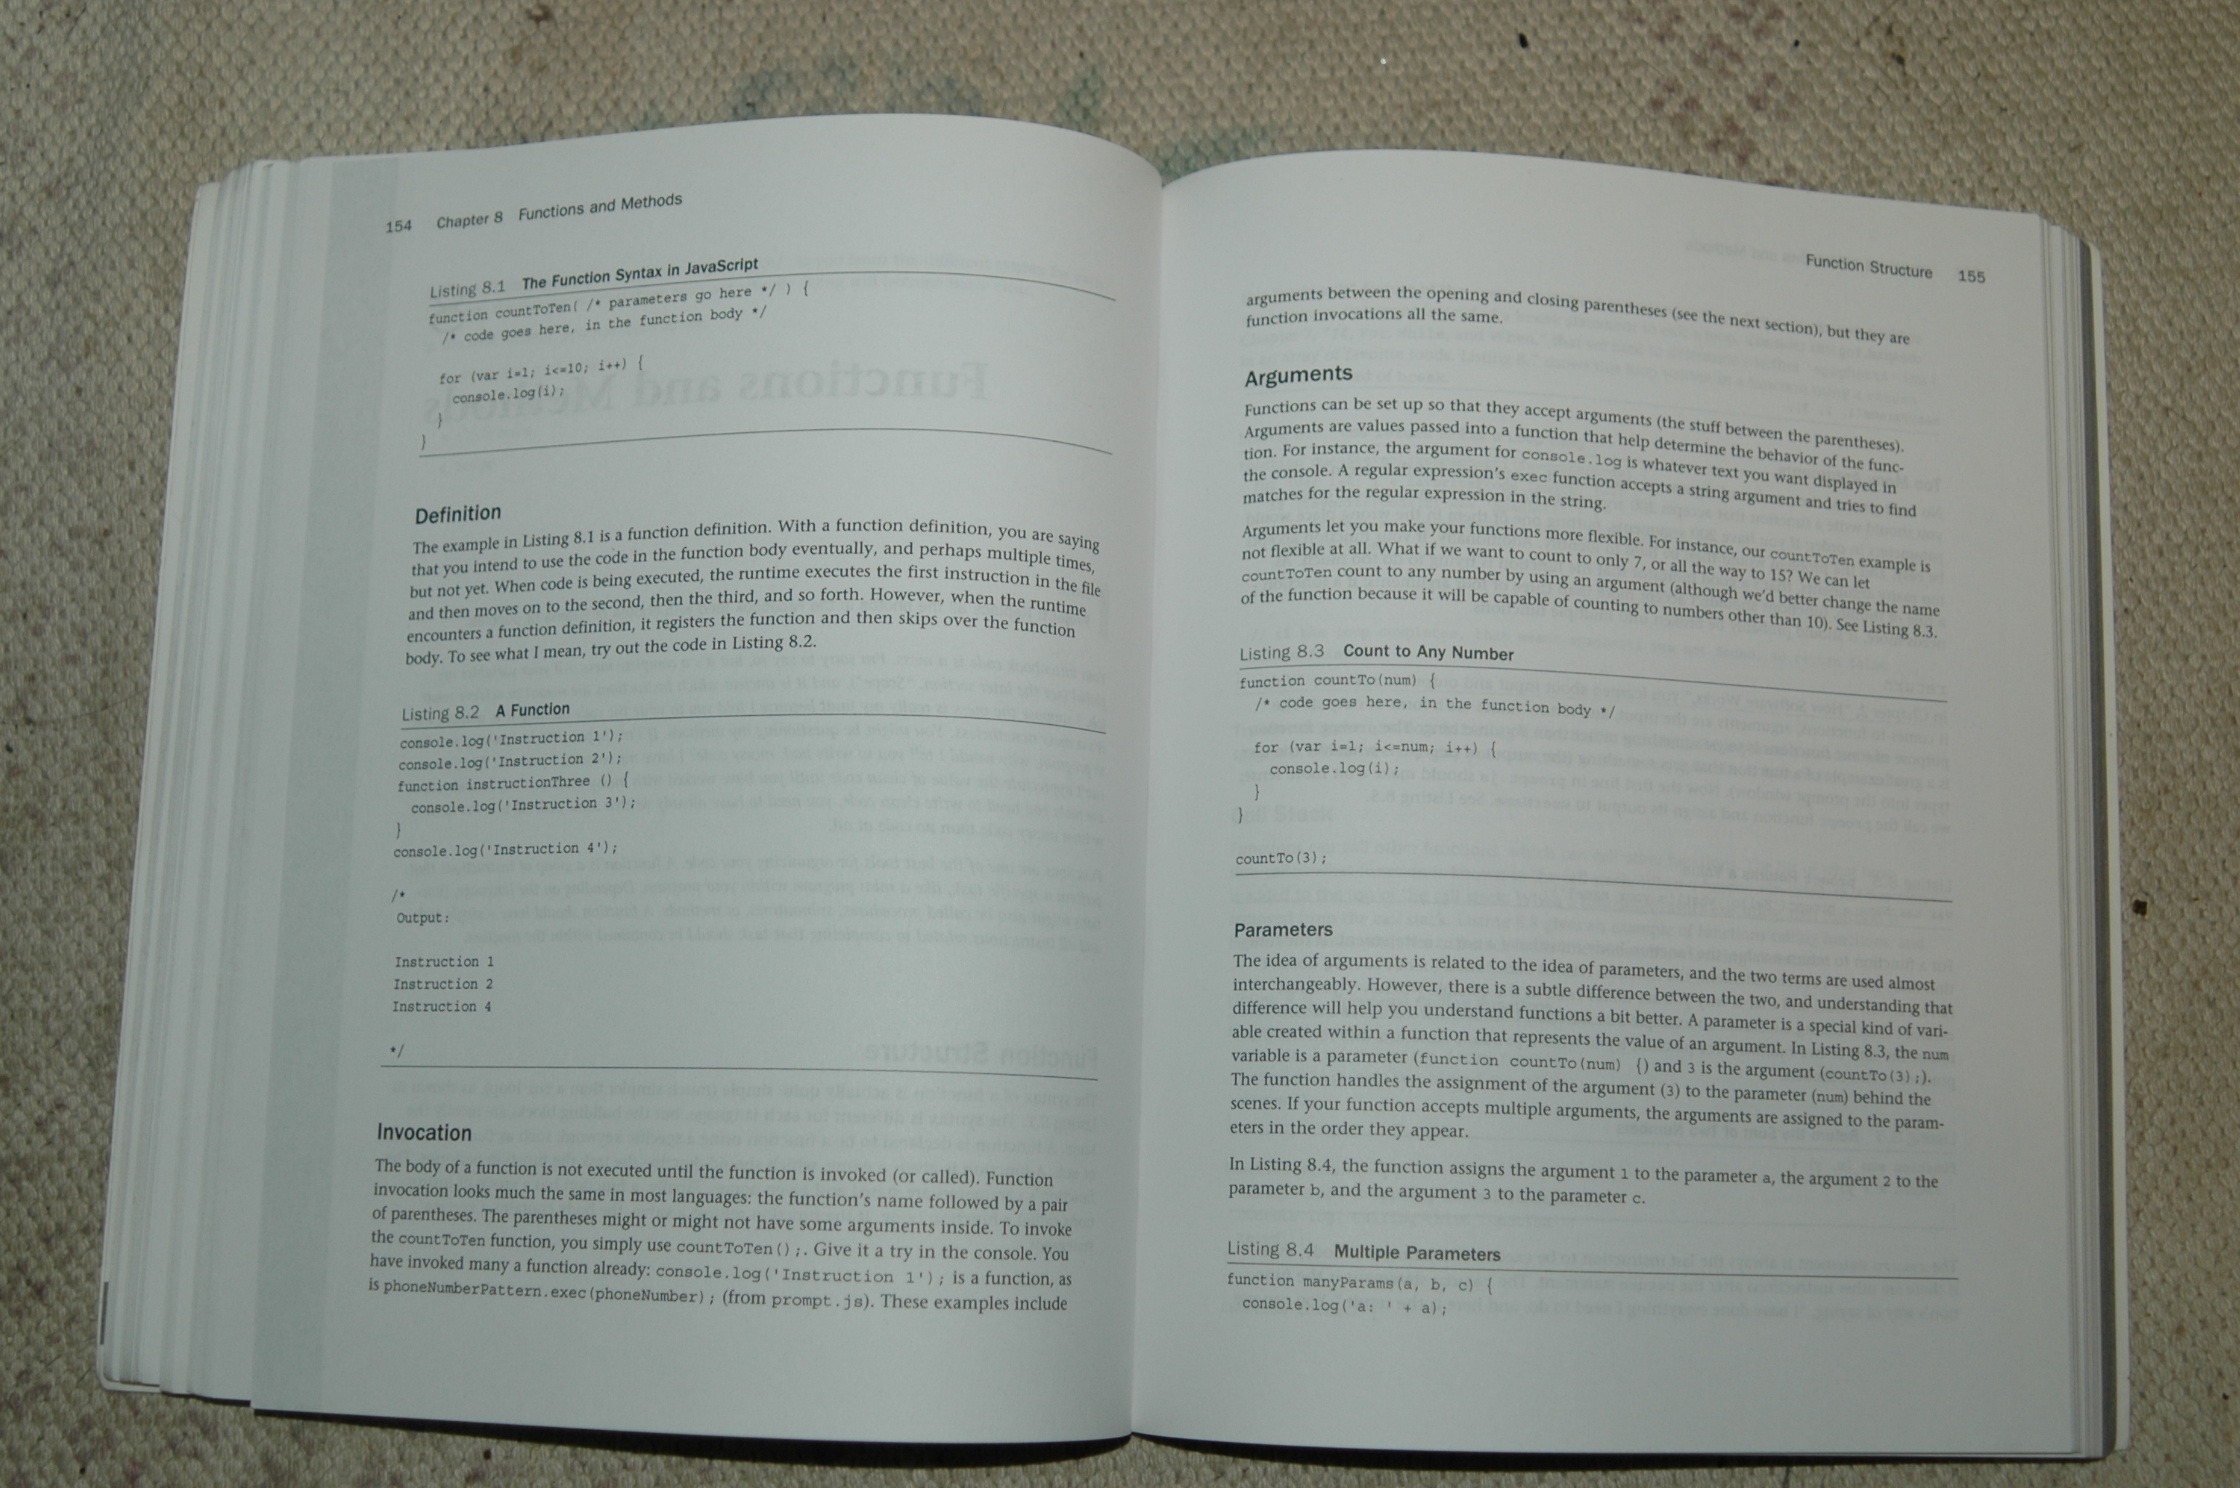 154 Chapter 8 Functions and Methods
Listing 8.1 The Function Syntax in JavaScript
function countToTen( /* parameters go here */ ) {
/* code goes here, in the function body */
for (var i=1; i<=10; i++) {
console.log(i);
}
}
Definition
The example in Listing 8.1 is a function definition. With a function definition, you are saying
that you intend to use the code in the function body eventually, and perhaps multiple times,
but not yet. When code is being executed, the runtime executes the first instruction in the file
and then moves on to the second, then the third, and so forth. However, when the runtime
encounters a function definition, it registers the function and then skips over the function
body. To see what I mean, try out the code in Listing 8.2.
Listing 8.2 A Function
console.log('Instruction 1');
console.log('Instruction 2');
function instructionThree () {
console.log('Instruction 3');
}
console.log('Instruction 4');
/*
Output:
Instruction 1
Instruction 2
Instruction 4
*/
Invocation
The body of a function is not executed until the function is invoked (or called). Function
invocation looks much the same in most languages: the function's name followed by a pair
of parentheses. The parentheses might or might not have some arguments inside. To invoke
the countToTen function, you simply use countToTen();. Give it a try in the console. You
have invoked many a function already: console.log('Instruction 1'); is a function, as
is phoneNumberPattern.exec(phoneNumber); (from prompt.js). These examples include
Function Structure 155
arguments between the opening and closing parentheses (see the next section), but they are
function invocations all the same.
Arguments
Functions can be set up so that they accept arguments (the stuff between the parentheses).
Arguments are values passed into a function that help determine the behavior of the func-
tion. For instance, the argument for console.log is whatever text you want displayed in
the console. A regular expression's exec function accepts a string argument and tries to find
matches for the regular expression in the string.
Arguments let you make your functions more flexible. For instance, our countToTen example is
not flexible at all. What if we want to count to only 7, or all the way to 15? We can let
countToTen count to any number by using an argument (although we'd better change the name
of the function because it will be capable of counting to numbers other than 10). See Listing 8.3.
Listing 8.3 Count to Any Number
function countTo(num) {
/* code goes here, in the function body */
for (var i=1; i<=num; i++) {
console.log(i);
}
}
countTo(3);
Parameters
The idea of arguments is related to the idea of parameters, and the two terms are used almost
interchangeably. However, there is a subtle difference between the two, and understanding that
difference will help you understand functions a bit better. A parameter is a special kind of vari-
able created within a function that represents the value of an argument. In Listing 8.3, the num
variable is a parameter (function countTo(num) {) and 3 is the argument (countTo(3);).
The function handles the assignment of the argument (3) to the parameter (num) behind the
scenes. If your function accepts multiple arguments, the arguments are assigned to the param-
eters in the order they appear.
In Listing 8.4, the function assigns the argument 1 to the parameter a, the argument 2 to the
parameter b, and the argument 3 to the parameter c.
Listing 8.4 Multiple Parameters
function manyParams(a, b, c) {
console.log('a: ' + a);